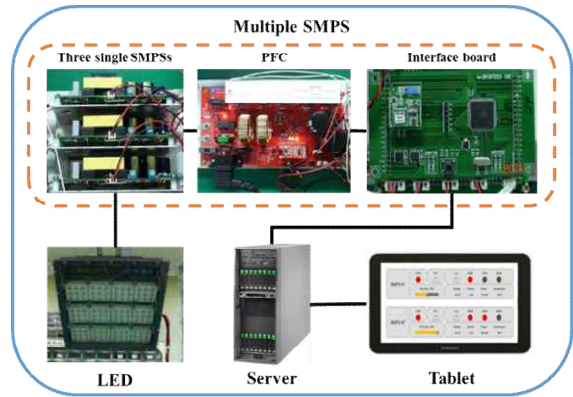 Multiple SMPS
Three single SMPSs
PFC
Interface board
LED
Server
Tablet